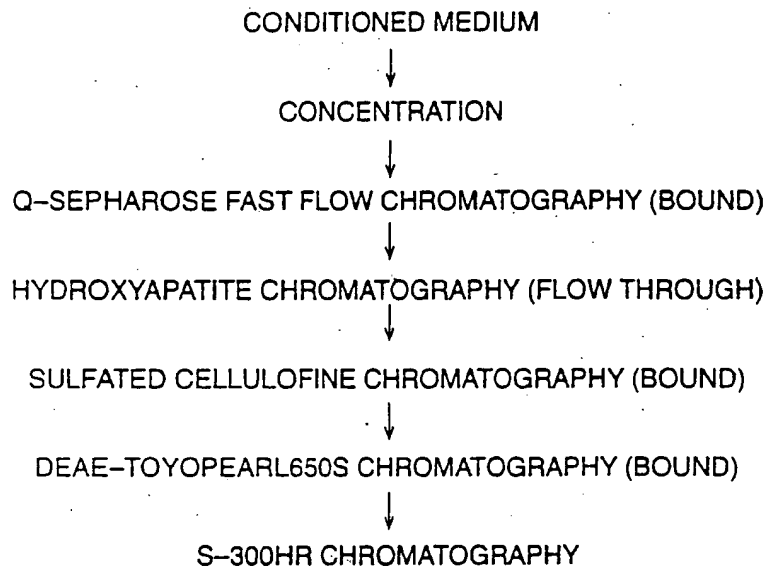 CONDITIONED MEDIUM
CONCENTRATION
Q–SEPHAROSE FAST FLOW CHROMATOGRAPHY (BOUND)
HYDROXYAPATITE CHROMATOGRAPHY (FLOW THROUGH)
SULFATED CELLULOFINE CHROMATOGRAPHY (BOUND)
DEAE–TOYOPEARL650S CHROMATOGRAPHY (BOUND)
S–300HR CHROMATOGRAPHY